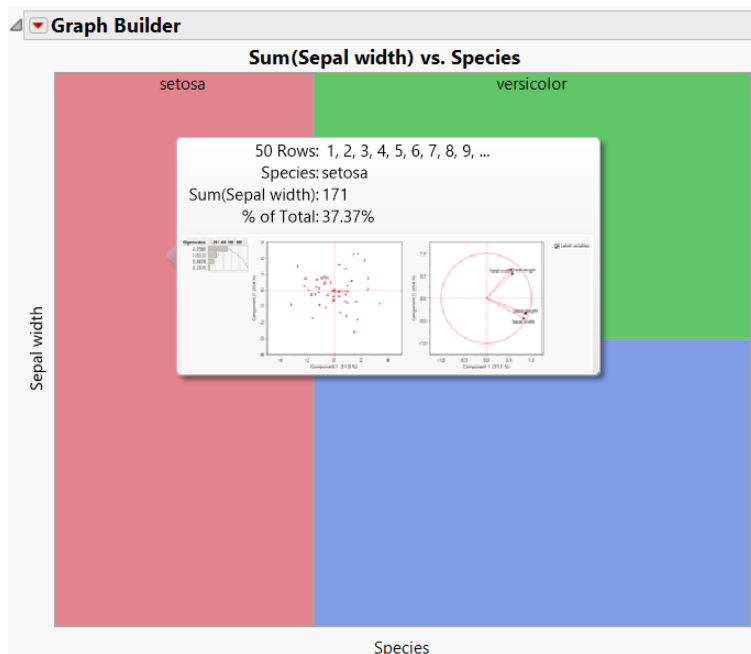 Graph Builder
Sum(Sepal width) vs. Species
setosa
versicolor
50 Rows: 1, 2, 3, 4, 5, 6, 7, 8, 9, ...
Species: setosa
Sum(Sepal width): 171
% of Total: 37.37%
Eigenvalue
Sepal width
Species